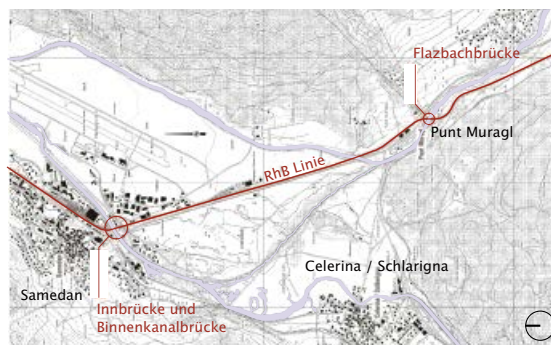 Flazbachbrücke
Punt Muragl
RhB Linie
Celerina / Schlarigna
Samedan
Innbrücke und
Binnenkanalbrücke